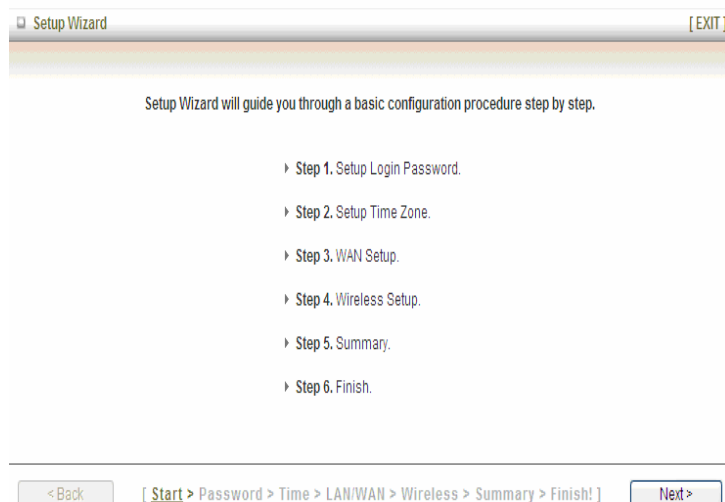 Setup Wizard [ EXIT ]
Setup Wizard will guide you through a basic configuration procedure step by step.
Step 1. Setup Login Password.
Step 2. Setup Time Zone.
Step 3. WAN Setup.
Step 4. Wireless Setup.
Step 5. Summary.
Step 6. Finish.
< Back [ Start > Password > Time > LAN/WAN > Wireless > Summary > Finish! ] Next >